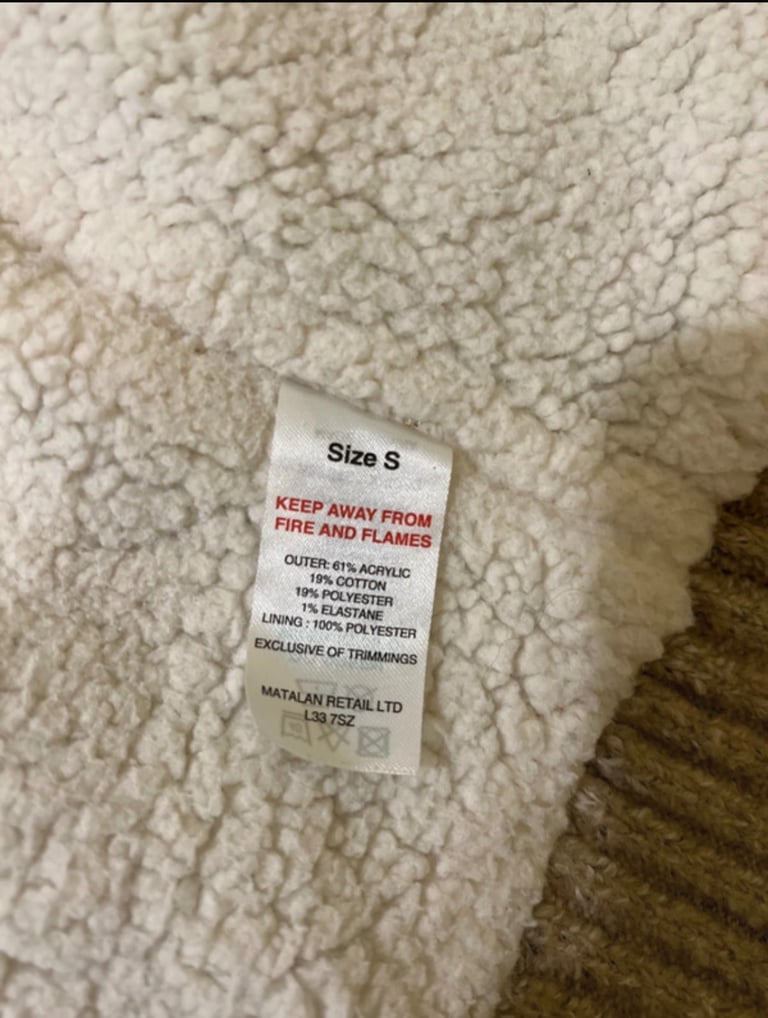 Size S
KEEP AWAY FROM
FIRE AND FLAMES
OUTER: 61% ACRYLIC
19% COTTON
19% POLYESTER
1% ELASTANE
LINING : 100% POLYESTER
EXCLUSIVE OF TRIMMINGS
MATALAN RETAIL LTD
L33 7SZ